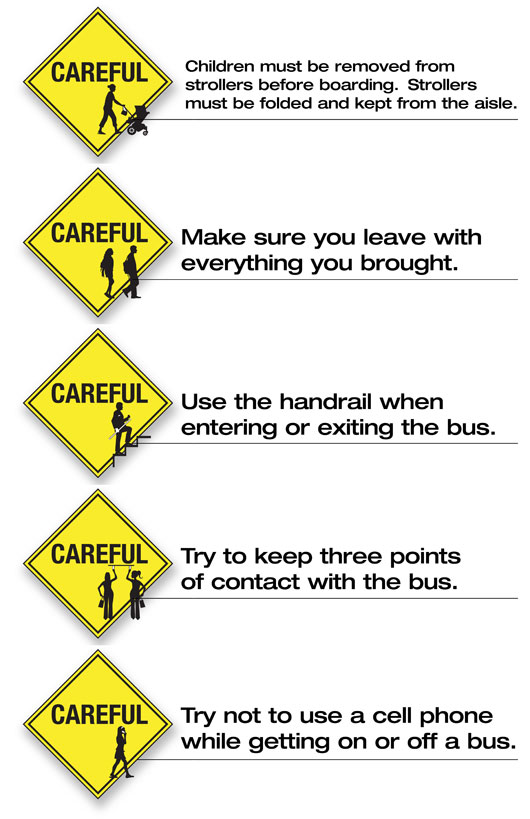 CAREFUL
Children must be removed from
strollers before boarding.  Strollers
must be folded and kept from the aisle.
CAREFUL
Make sure you leave with
everything you brought.
CAREFUL
Use the handrail when
entering or exiting the bus.
CAREFUL
Try to keep three points
of contact with the bus.
CAREFUL
Try not to use a cell phone
while getting on or off a bus.